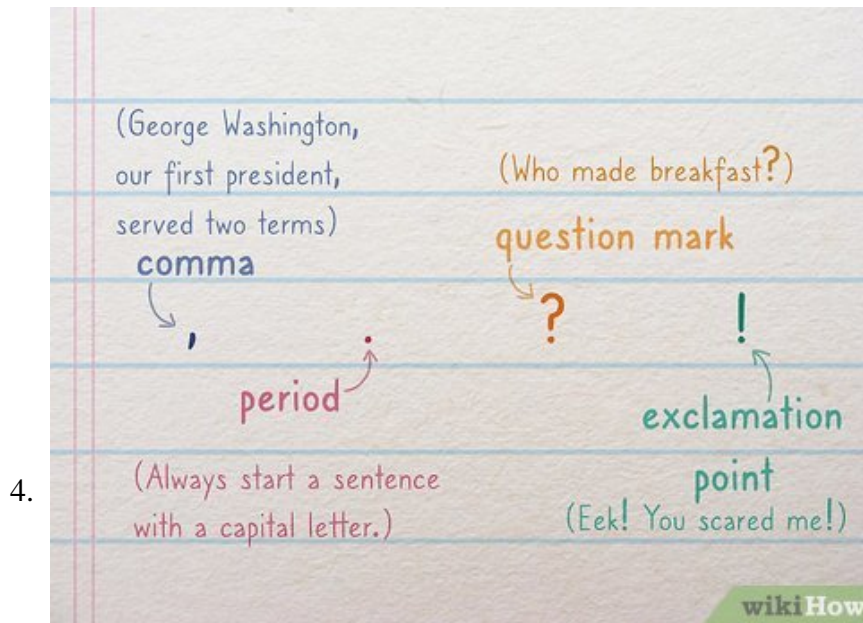 (George Washington,
our first president,
served two terms)
comma
,
(Who made breakfast?)
question mark
?
.
period
(Always start a sentence
with a capital letter.)
!
exclamation
point
(Eek! You scared me!)
4.
wikiHow